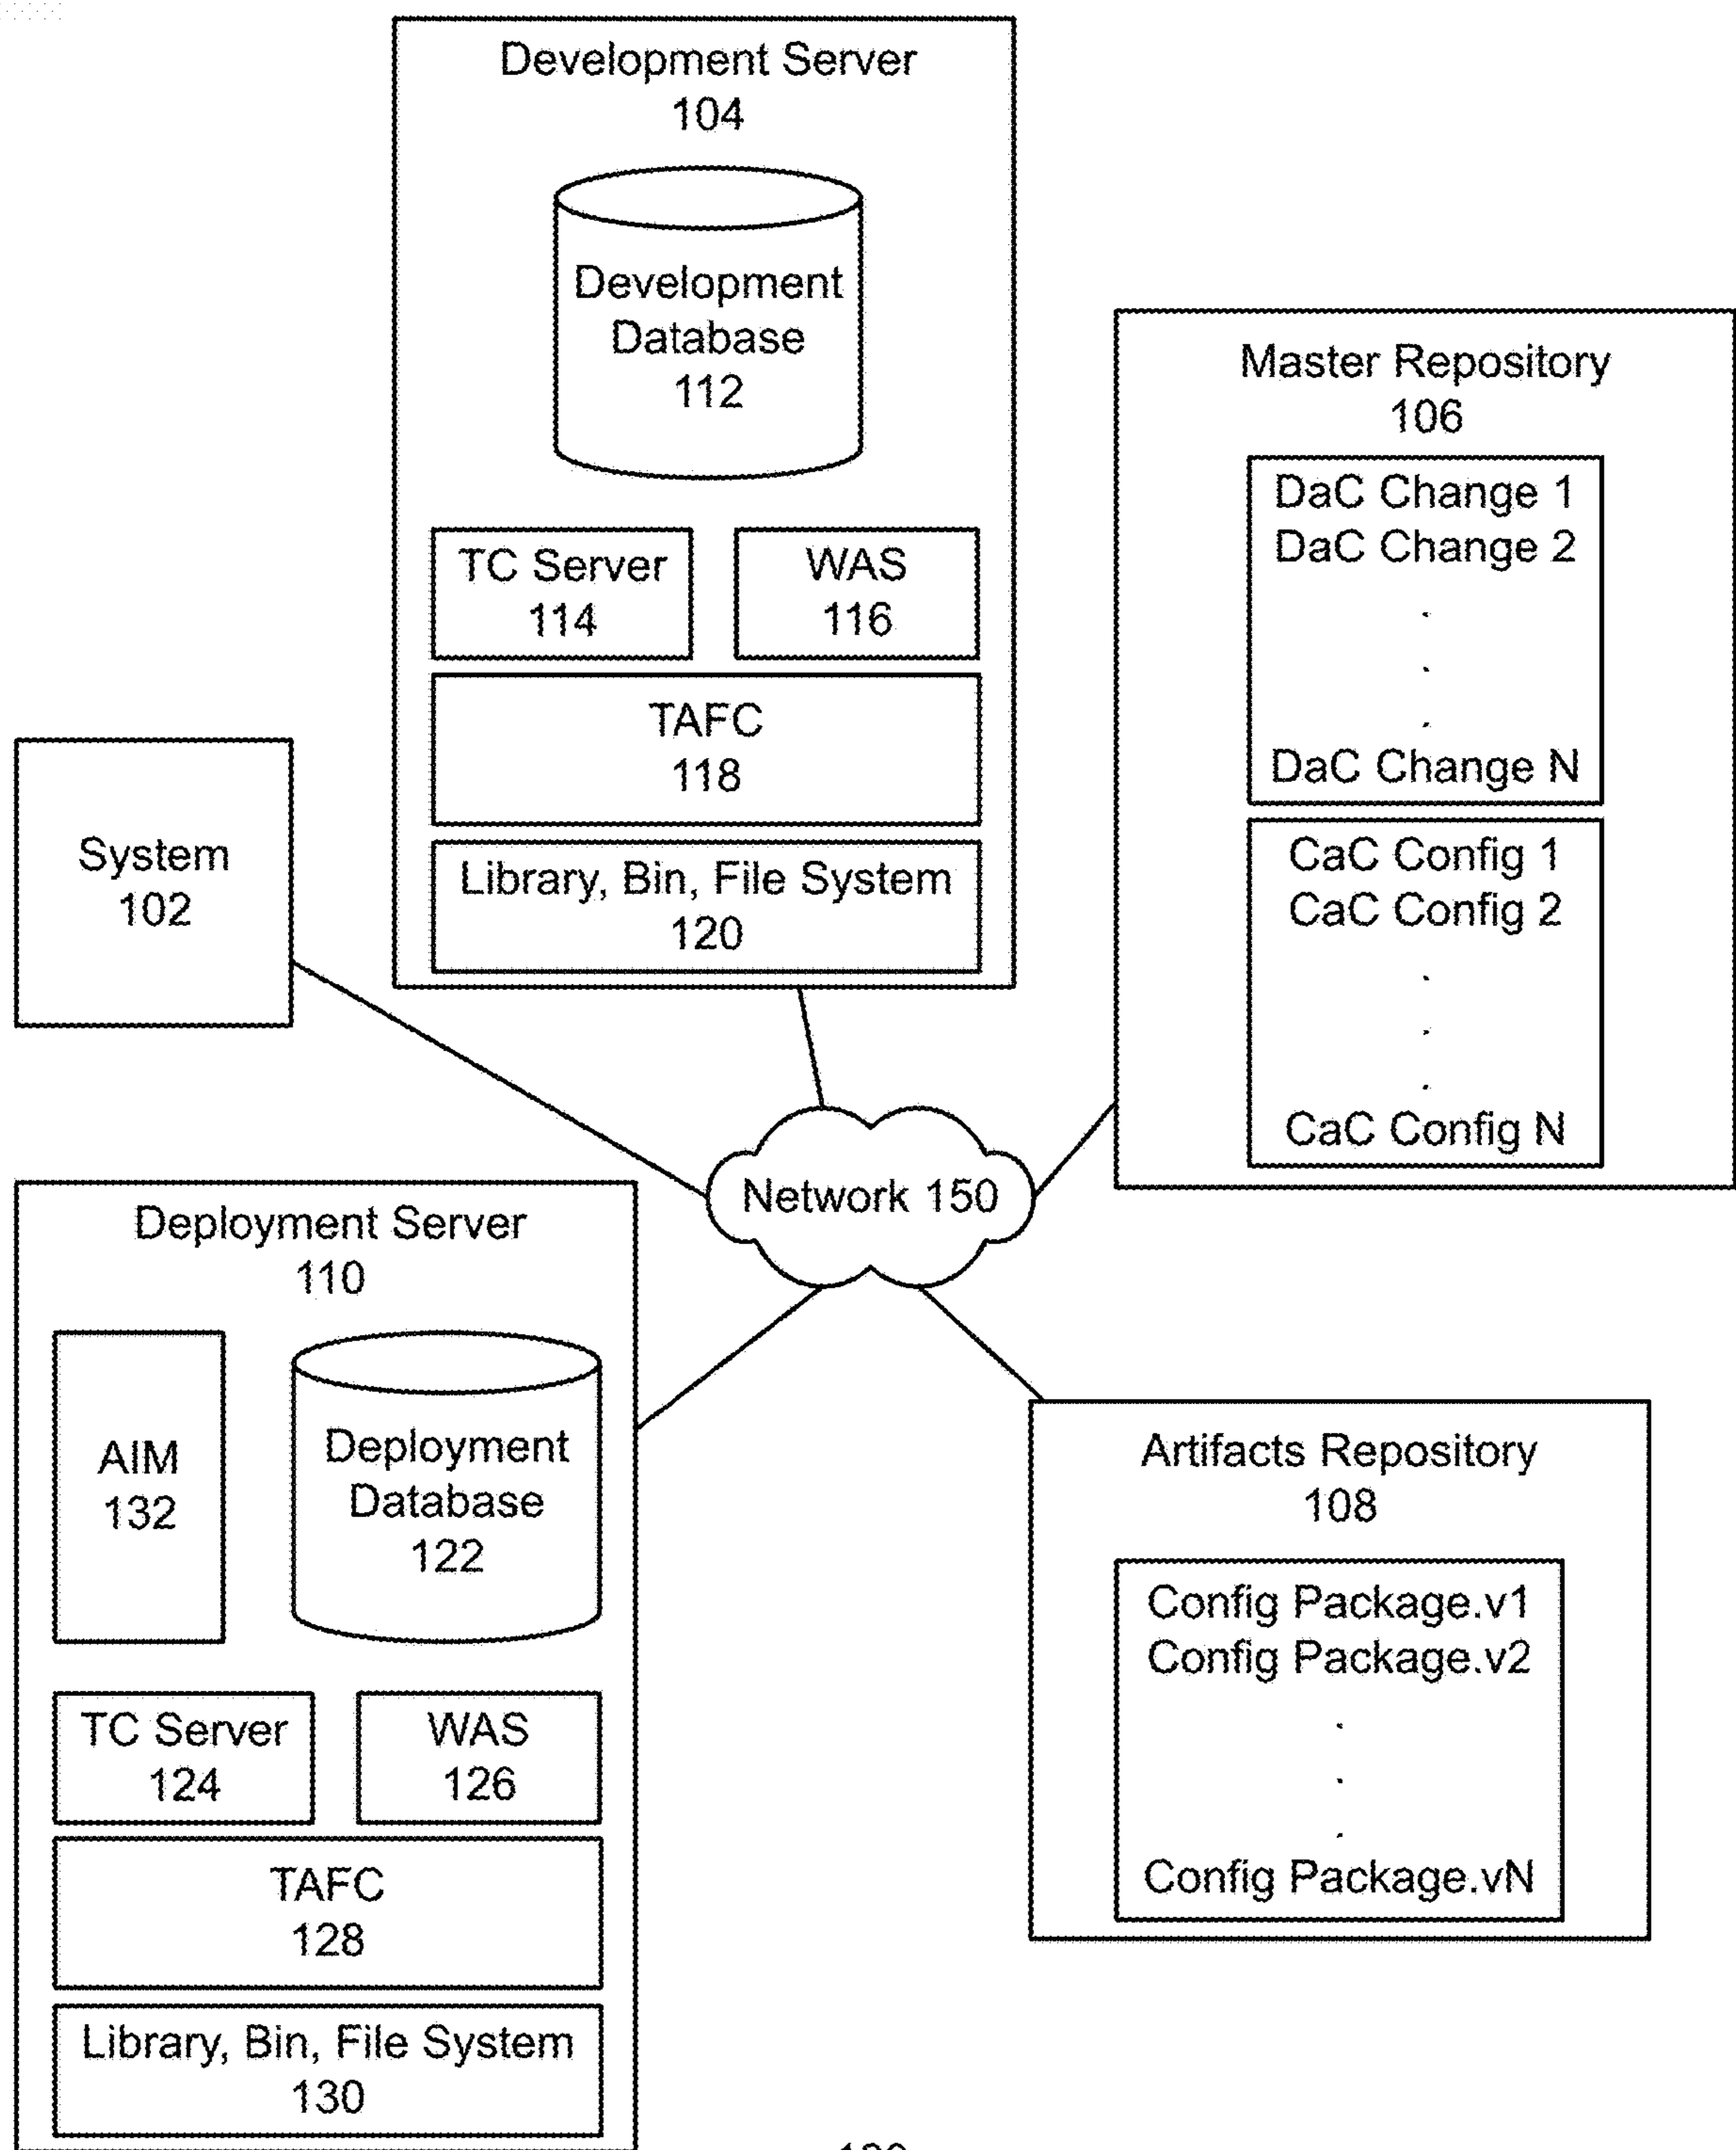 Development Server
104
Development
Database
112
TC Server
114
WAS
116
TAFC
118
Library, Bin, File System
120
Master Repository
106
DaC Change 1
DaC Change 2
.
.
.
DaC Change N
CaC Config 1
CaC Config 2
.
.
.
CaC Config N
System
102
Network 150
Deployment Server
110
AIM
132
Deployment
Database
122
TC Server
124
WAS
126
TAFC
128
Library, Bin, File System
130
Artifacts Repository
108
Config Package.v1
Config Package.v2
.
.
.
Config Package.vN